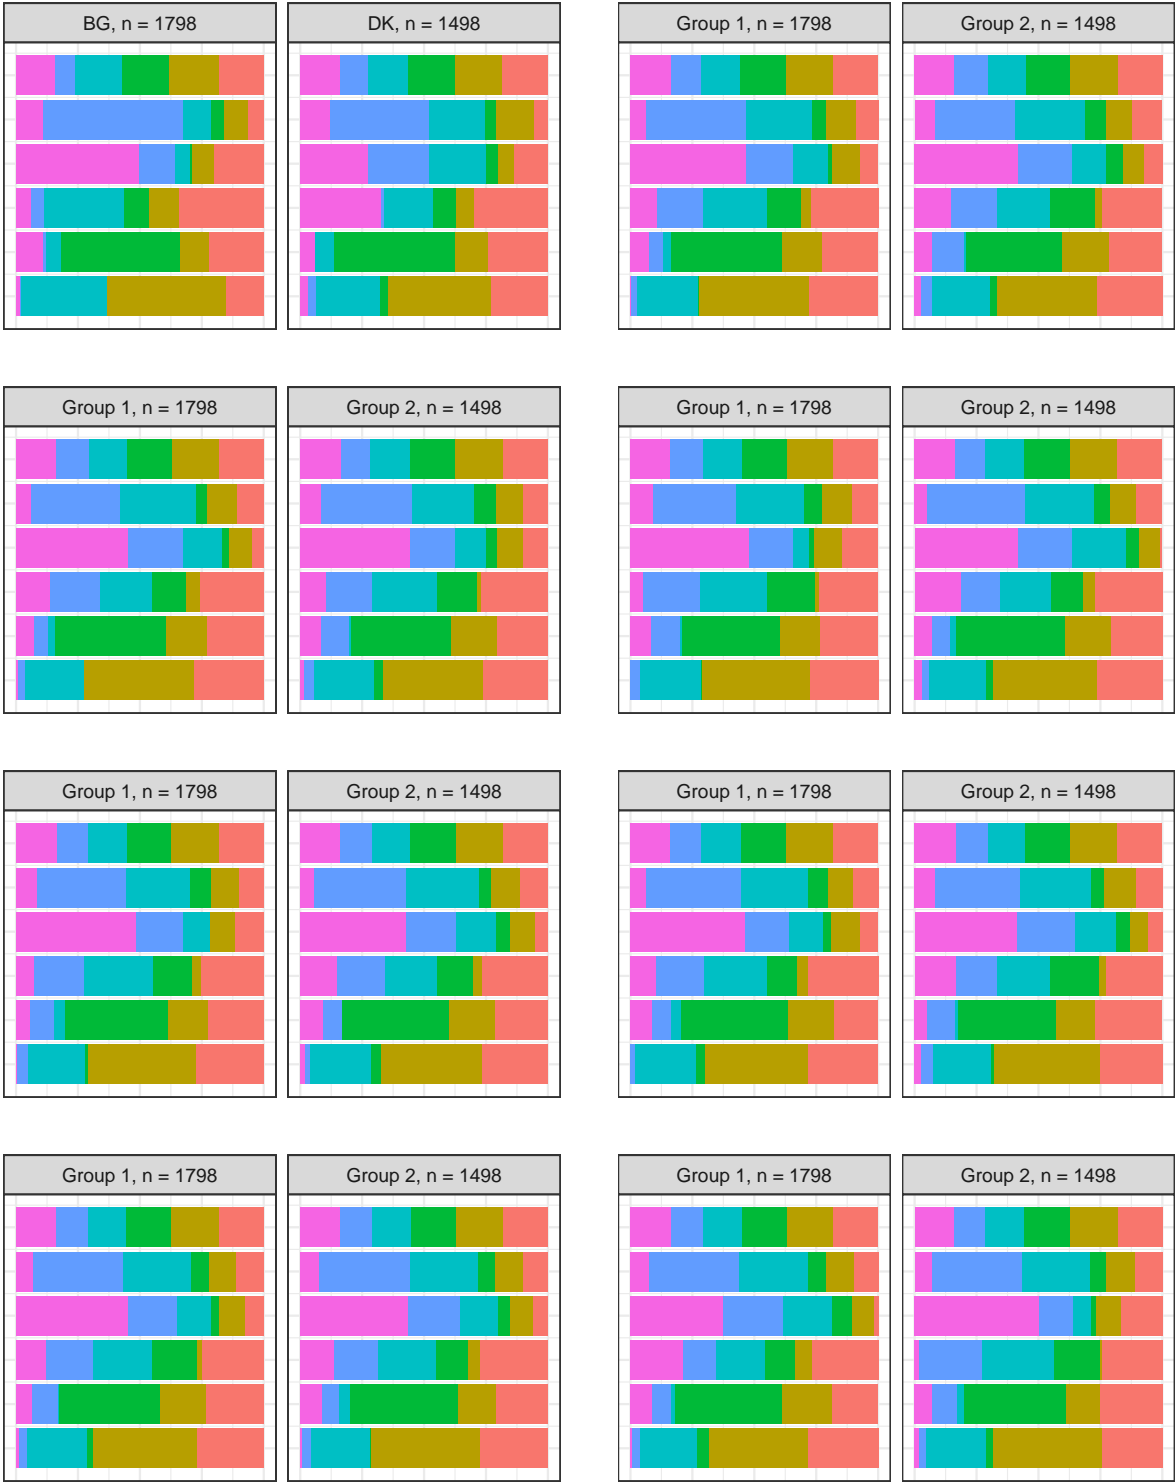 BG, n = 1798
DK, n = 1498
Group 1, n = 1798
Group 2, n = 1498
Group 1, n = 1798
Group 2, n = 1498
Group 1, n = 1798
Group 2, n = 1498
Group 1, n = 1798
Group 2, n = 1498
Group 1, n = 1798
Group 2, n = 1498
Group 1, n = 1798
Group 2, n = 1498
Group 1, n = 1798
Group 2, n = 1498